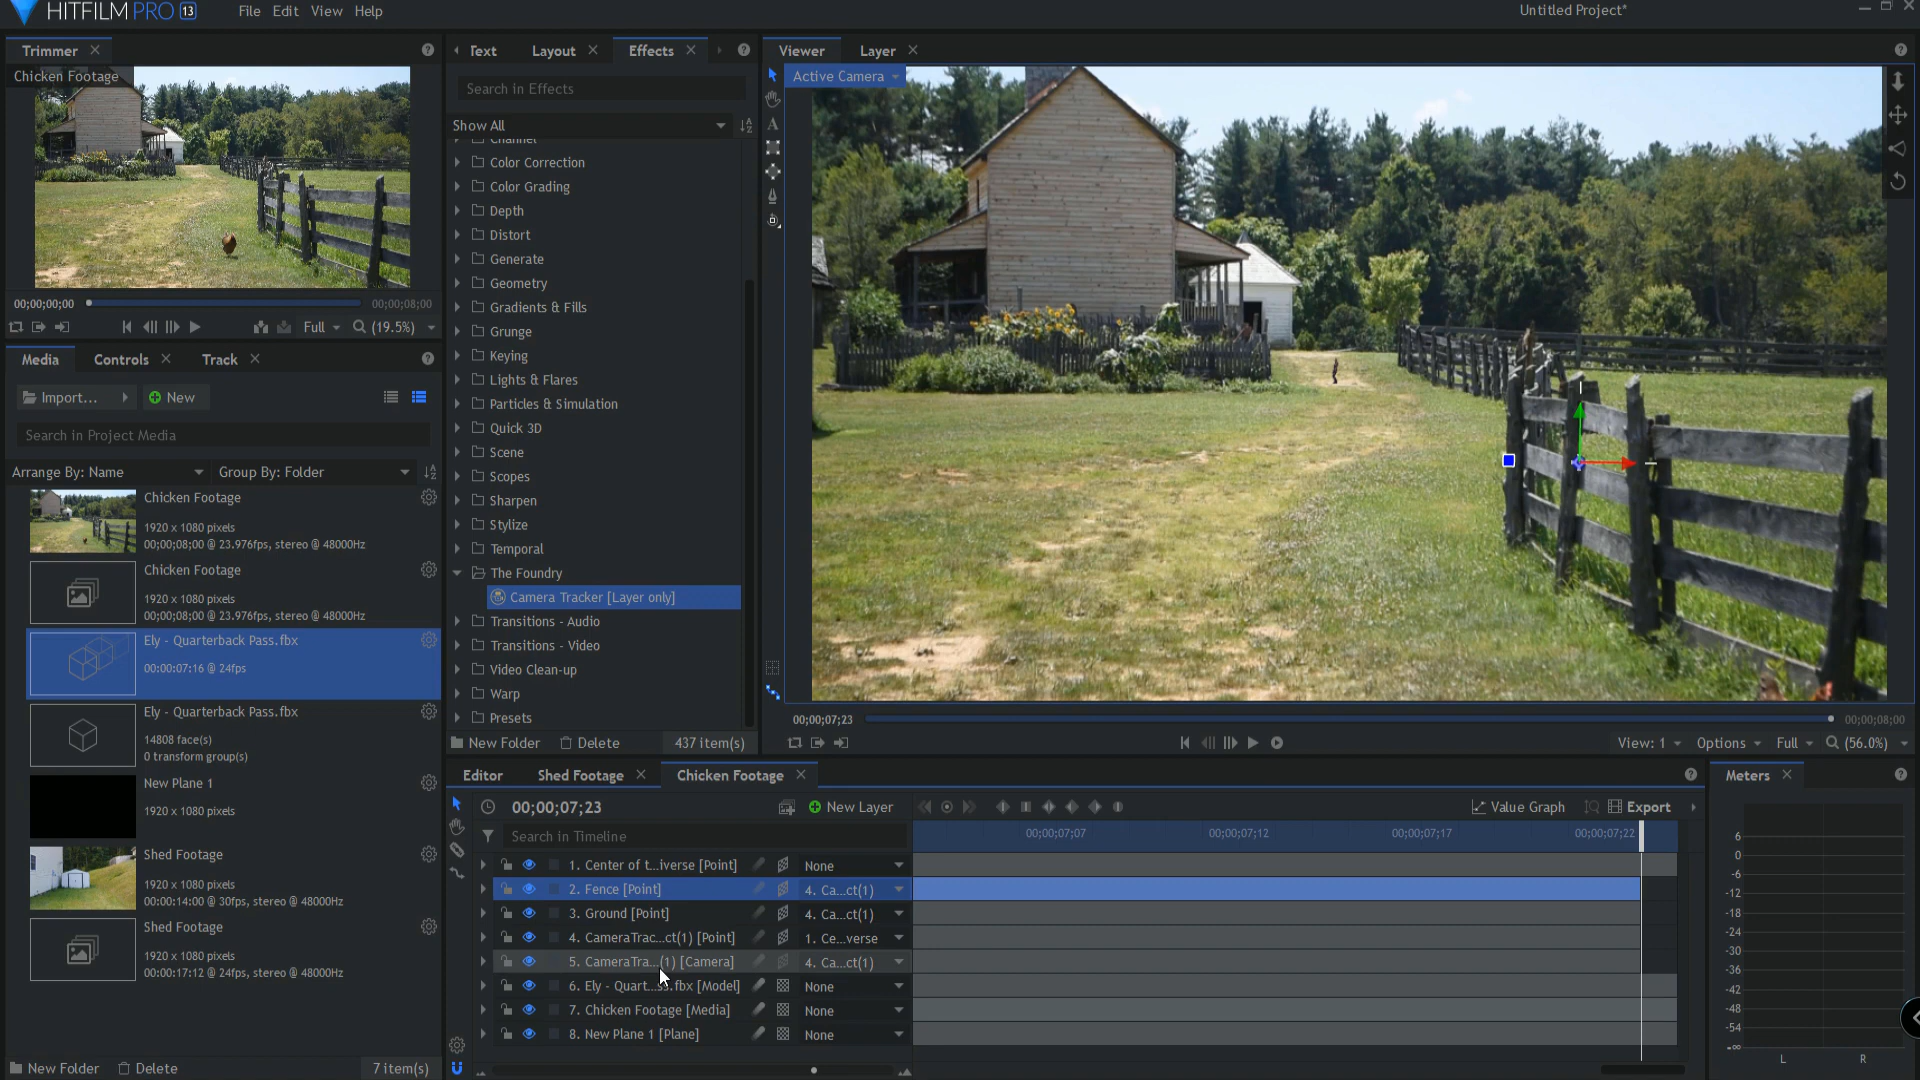 HITFILM PRO 13
File Edit View Help
Untitled Project*
Trimmer
Chicken Footage
00;00;00;00
00;00;08;00
Full
(19.5%)
Media
Controls
Track
Import...
New
Search in Project Media
Arrange By: Name
Group By: Folder
Chicken Footage
1920 x 1080 pixels
00;00;08;00 @ 23.976fps, stereo @ 48000Hz
Chicken Footage
1920 x 1080 pixels
00;00;08;00 @ 23.976fps, stereo @ 48000Hz
Ely - Quarterback Pass.fbx
00:00:07:16 @ 24fps
Ely - Quarterback Pass.fbx
14808 face(s)
0 transform group(s)
New Plane 1
1920 x 1080 pixels
Shed Footage
1920 x 1080 pixels
00:00:14:00 @ 30fps, stereo @ 48000Hz
Shed Footage
1920 x 1080 pixels
00:00:17:12 @ 24fps, stereo @ 48000Hz
New Folder
Delete
7 item(s)
Text
Layout
Effects
Search in Effects
Show All
Channel
Color Correction
Color Grading
Depth
Distort
Generate
Geometry
Gradients & Fills
Grunge
Keying
Lights & Flares
Particles & Simulation
Quick 3D
Scene
Scopes
Sharpen
Stylize
Temporal
The Foundry
Camera Tracker [Layer only]
Transitions - Audio
Transitions - Video
Video Clean-up
Warp
Presets
New Folder
Delete
437 item(s)
Viewer
Layer
Active Camera
00;00;07;23
00;00;08;00
View: 1
Options
Full
(56.0%)
Editor
Shed Footage
Chicken Footage
00;00;07;23
New Layer
Value Graph
Export
Search in Timeline
00;00;07;07
00;00;07;12
00;00;07;17
00;00;07;22
1. Center of t...iverse [Point] None
2. Fence [Point] 4. Ca...ct(1)
3. Ground [Point] 4. Ca...ct(1)
4. CameraTrac...ct(1) [Point] 1. Ce...verse
5. CameraTra...(1) [Camera] 4. Ca...ct(1)
6. Ely - Quart...ss.fbx [Model] None
7. Chicken Footage [Media] None
8. New Plane 1 [Plane] None
Meters
6
0
-6
-12
-18
-24
-30
-36
-42
-48
-54
-∞
L
R